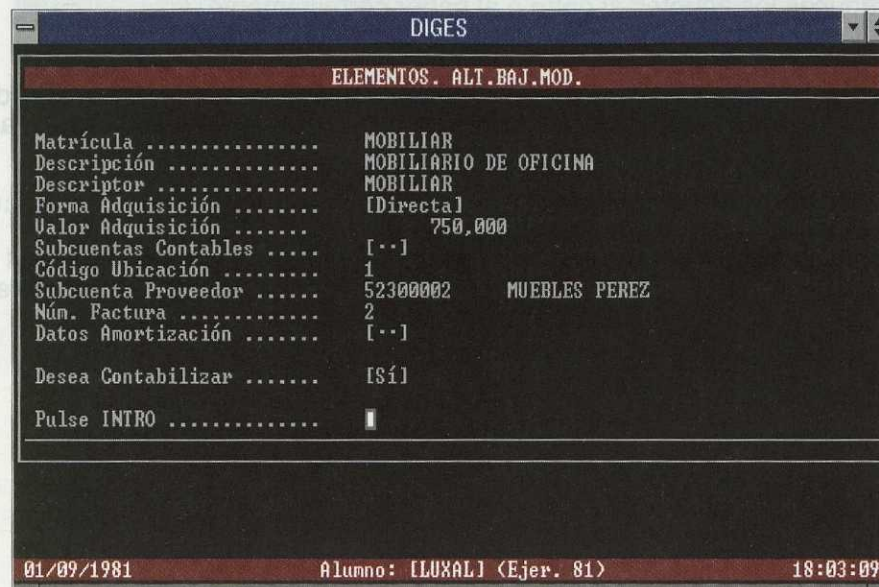 DIGES
ELEMENTOS. ALT.BAJ.MOD.
Matrícula ................ MOBILIAR
Descripción .............. MOBILIARIO DE OFICINA
Descriptor ............... MOBILIAR
Forma Adquisición ........ [Directa]
Valor Adquisición ....... 750,000
Subcuentas Contables ..... [··]
Código Ubicación ......... 1
Subcuenta Proveedor ...... 52300002 MUEBLES PEREZ
Núm. Factura ............. 2
Datos Amortización ....... [··]
Desea Contabilizar ....... [Sí]
Pulse INTRO ..............
01/09/1981 Alumno: [LUXAL] (Ejer. 81) 18:03:09